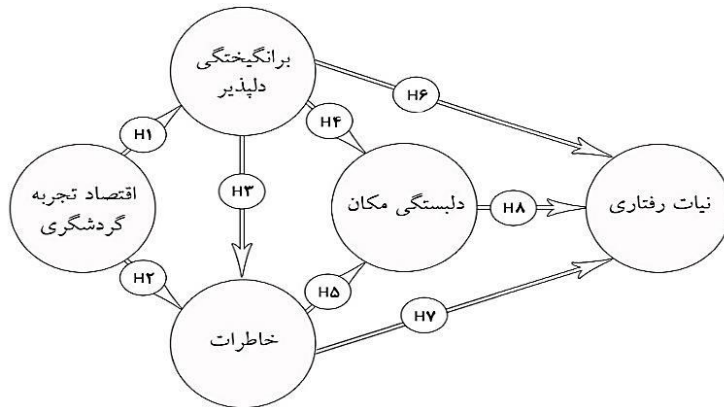 برانگیختگی
دلپذیر
H۶
H۱
H۴
اقتصاد تجربه
گردشگری
H۳
دلبستگی مکان
H۸
نیات رفتاری
H۲
H۵
خاطرات
H۷